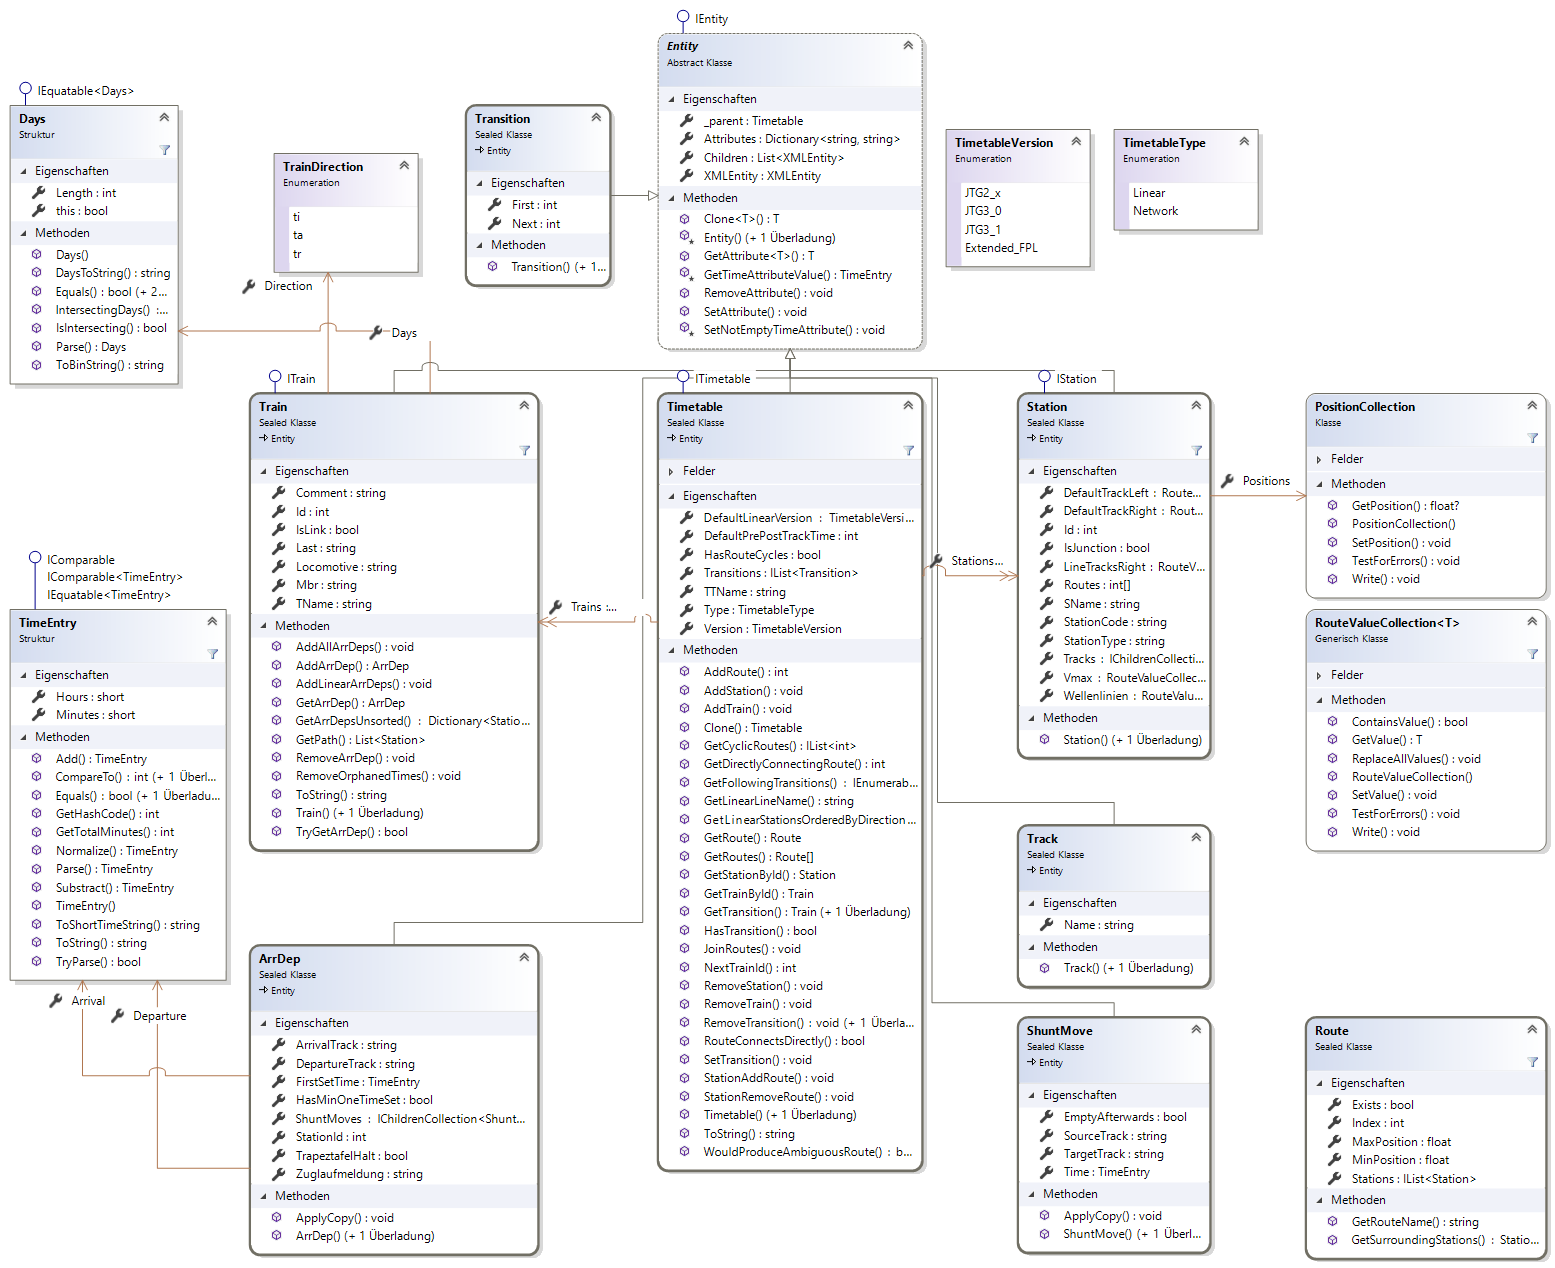 IEntity
Entity
Abstract Klasse
Eigenschaften
_parent : Timetable
Attributes : Dictionary<string, string>
Children : List<XMLEntity>
XMLEntity : XMLEntity
Methoden
Clone<T>() : T
Entity() (+ 1 Überladung)
GetAttribute<T>() : T
GetTimeAttributeValue() : TimeEntry
RemoveAttribute() : void
SetAttribute() : void
SetNotEmptyTimeAttribute() : void
IEquatable<Days>
Days
Struktur
Eigenschaften
Length : int
this : bool
Methoden
Days()
DaysToString() : string
Equals() : bool (+ 2...
IntersectingDays() :...
IsIntersecting() : bool
Parse() : Days
ToBinString() : string
TrainDirection
Enumeration
ti
ta
tr
Direction
Days
Transition
Sealed Klasse
Entity
Eigenschaften
First : int
Next : int
Methoden
Transition() (+ 1...
TimetableVersion
Enumeration
JTG2_x
JTG3_0
JTG3_1
Extended_FPL
TimetableType
Enumeration
Linear
Network
ITrain
Train
Sealed Klasse
Entity
Eigenschaften
Comment : string
Id : int
IsLink : bool
Last : string
Locomotive : string
Mbr : string
TName : string
Methoden
AddAllArrDeps() : void
AddArrDep() : ArrDep
AddLinearArrDeps() : void
GetArrDep() : ArrDep
GetArrDepsUnsorted() : Dictionary<Statio...
GetPath() : List<Station>
RemoveArrDep() : void
RemoveOrphanedTimes() : void
ToString() : string
Train() (+ 1 Überladung)
TryGetArrDep() : bool
Trains :...
ITimetable
Timetable
Sealed Klasse
Entity
Felder
Eigenschaften
DefaultLinearVersion : TimetableVersi...
DefaultPrePostTrackTime : int
HasRouteCycles : bool
Transitions : IList<Transition>
TTName : string
Type : TimetableType
Version : TimetableVersion
Methoden
AddRoute() : int
AddStation() : void
AddTrain() : void
Clone() : Timetable
GetCyclicRoutes() : IList<int>
GetDirectlyConnectingRoute() : int
GetFollowingTransitions() : IEnumerab...
GetLinearLineName() : string
GetLinearStationsOrderedByDirection...
GetRoute() : Route
GetRoutes() : Route[]
GetStationById() : Station
GetTrainById() : Train
GetTransition() : Train (+ 1 Überladung)
HasTransition() : bool
JoinRoutes() : void
NextTrainId() : int
RemoveStation() : void
RemoveTrain() : void
RemoveTransition() : void (+ 1 Überla...
RouteConnectsDirectly() : bool
SetTransition() : void
StationAddRoute() : void
StationRemoveRoute() : void
Timetable() (+ 1 Überladung)
ToString() : string
WouldProduceAmbiguousRoute() : b...
Stations...
IStation
Station
Sealed Klasse
Entity
Eigenschaften
DefaultTrackLeft : Route...
DefaultTrackRight : Rout...
Id : int
IsJunction : bool
LineTracksRight : RouteV...
Routes : int[]
SName : string
StationCode : string
StationType : string
Tracks : IChildrenCollecti...
Vmax : RouteValueCollec...
Wellenlinien : RouteValu...
Methoden
Station() (+ 1 Überladung)
Positions
PositionCollection
Klasse
Felder
Methoden
GetPosition() : float?
PositionCollection()
SetPosition() : void
TestForErrors() : void
Write() : void
RouteValueCollection<T>
Generisch Klasse
Felder
Methoden
ContainsValue() : bool
GetValue() : T
ReplaceAllValues() : void
RouteValueCollection()
SetValue() : void
TestForErrors() : void
Write() : void
IComparable
IComparable<TimeEntry>
IEquatable<TimeEntry>
TimeEntry
Struktur
Eigenschaften
Hours : short
Minutes : short
Methoden
Add() : TimeEntry
CompareTo() : int (+ 1 Überl...
Equals() : bool (+ 1 Überladu...
GetHashCode() : int
GetTotalMinutes() : int
Normalize() : TimeEntry
Parse() : TimeEntry
Substract() : TimeEntry
TimeEntry()
ToShortTimeString() : string
ToString() : string
TryParse() : bool
Arrival
Departure
ArrDep
Sealed Klasse
Entity
Eigenschaften
ArrivalTrack : string
DepartureTrack : string
FirstSetTime : TimeEntry
HasMinOneTimeSet : bool
ShuntMoves : IChildrenCollection<Shunt...
StationId : int
TrapeztafelHalt : bool
Zuglaufmeldung : string
Methoden
ApplyCopy() : void
ArrDep() (+ 1 Überladung)
Track
Sealed Klasse
Entity
Eigenschaften
Name : string
Methoden
Track() (+ 1 Überladung)
ShuntMove
Sealed Klasse
Entity
Eigenschaften
EmptyAfterwards : bool
SourceTrack : string
TargetTrack : string
Time : TimeEntry
Methoden
ApplyCopy() : void
ShuntMove() (+ 1 Überl...
Route
Sealed Klasse
Eigenschaften
Exists : bool
Index : int
MaxPosition : float
MinPosition : float
Stations : IList<Station>
Methoden
GetRouteName() : string
GetSurroundingStations() : Statio...